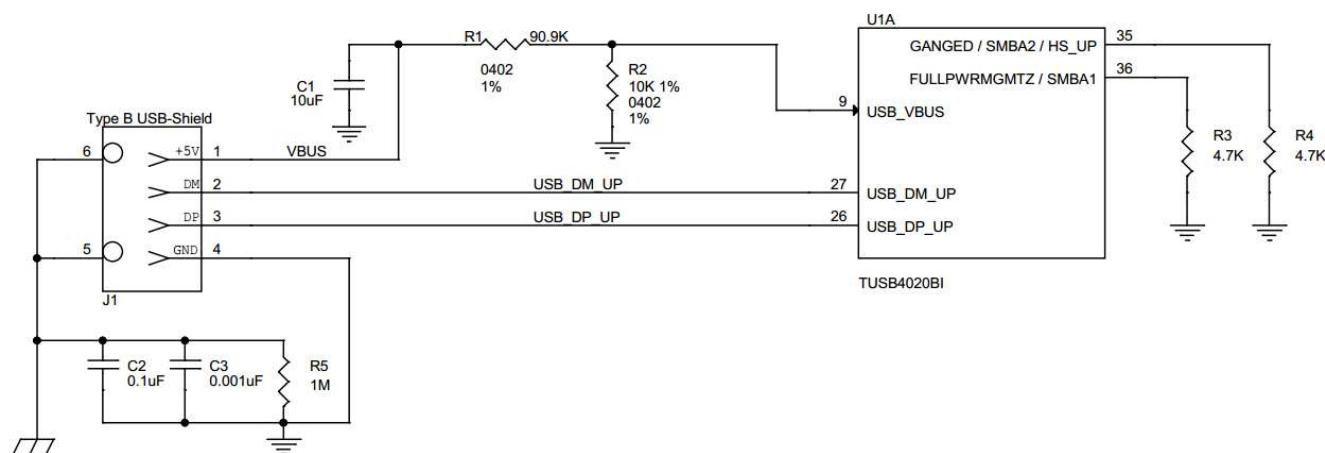 U1A
R1 90.9K
0402
1%
C1
10uF
R2
10K 1%
0402
1%
GANGED / SMBA2 / HS_UP 35
FULLPWRMGMTZ / SMBA1 36
9 USB_VBUS
R3
4.7K
R4
4.7K
Type B USB-Shield
6 +5V 1 VBUS
DM 2 USB_DM_UP 27 USB_DM_UP
DP 3 USB_DP_UP 26 USB_DP_UP
5 GND 4
J1
TUSB4020BI
C2
0.1uF
C3
0.001uF
R5
1M